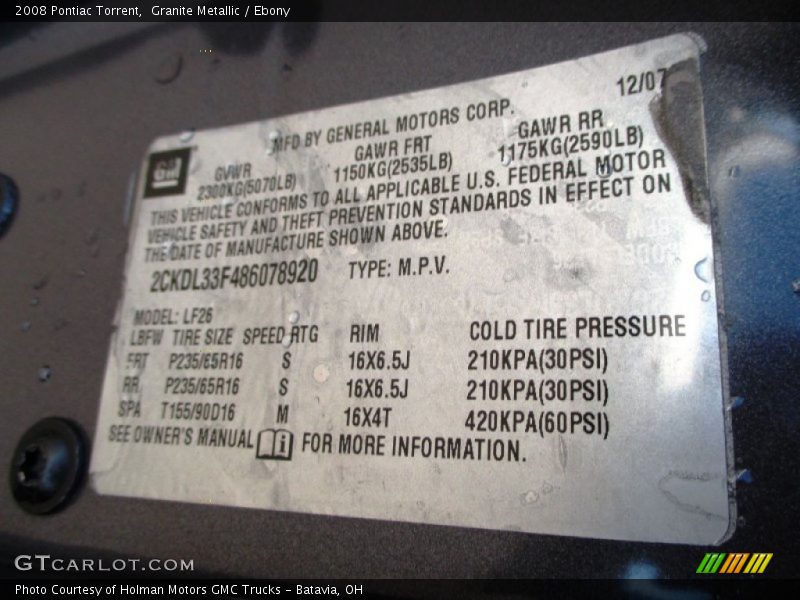 2008 Pontiac Torrent,  Granite Metallic / Ebony
12/07
MFD BY GENERAL MOTORS CORP.
GM
GVWR GAWR FRT GAWR RR
2300KG(5070LB) 1150KG(2535LB) 1175KG(2590LB)
THIS VEHICLE CONFORMS TO ALL APPLICABLE U.S. FEDERAL MOTOR
VEHICLE SAFETY AND THEFT PREVENTION STANDARDS IN EFFECT ON
THE DATE OF MANUFACTURE SHOWN ABOVE.
2CKDL33F486078920 TYPE: M.P.V.
MODEL: LF26
LBFW TIRE SIZE SPEED RTG RIM COLD TIRE PRESSURE
FRT P235/65R16 S 16X6.5J 210KPA(30PSI)
RR P235/65R16 S 16X6.5J 210KPA(30PSI)
SPA T155/90D16 M 16X4T 420KPA(60PSI)
SEE OWNER'S MANUAL i FOR MORE INFORMATION.
GTCARLOT.COM
Photo Courtesy of Holman Motors GMC Trucks - Batavia, OH